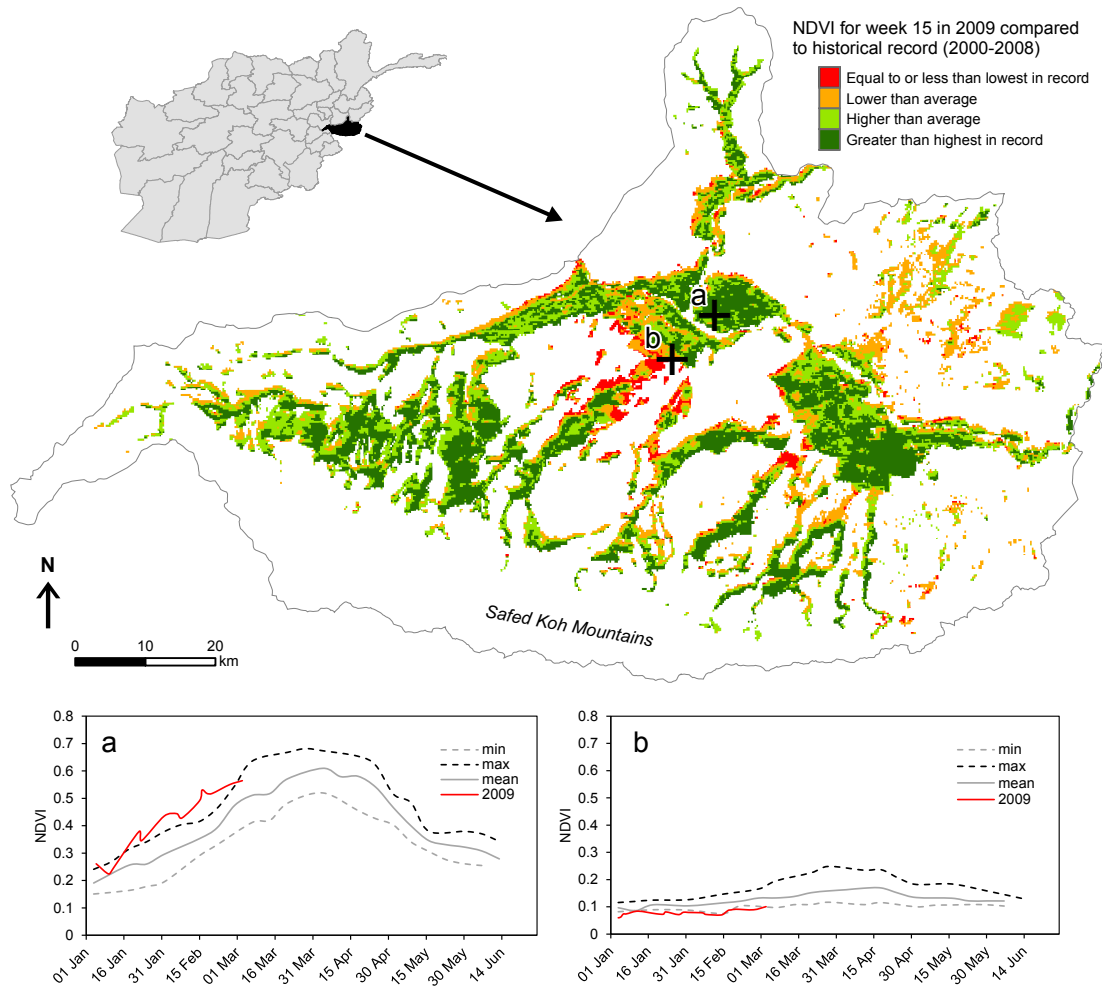 NDVI for week 15 in 2009 compared
to historical record (2000-2008)
Equal to or less than lowest in record
Lower than average
Higher than average
Greater than highest in record
a
b
N
0 10 20
km
Safed Koh Mountains
a
NDVI
0.8
0.7
0.6
0.5
0.4
0.3
0.2
0.1
0
min
max
mean
2009
01 Jan
16 Jan
31 Jan
15 Feb
01 Mar
16 Mar
31 Mar
15 Apr
30 Apr
15 May
30 May
14 Jun
b
NDVI
0.8
0.7
0.6
0.5
0.4
0.3
0.2
0.1
0
min
max
mean
2009
01 Jan
16 Jan
31 Jan
15 Feb
01 Mar
16 Mar
31 Mar
15 Apr
30 Apr
15 May
30 May
14 Jun